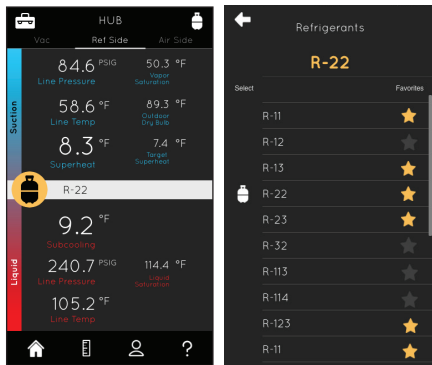 HUB
Vac Ref Side Air Side
84.6 PSIG 50.3 °F
Line Pressure Vapor
Saturation
58.6 °F 89.3 °F
Line Temp Outdoor
Dry Bulb
8.3 °F 7.4 °F
Superheat Target
Superheat
Suction
R-22
9.2 °F
Subcooling
240.7 PSIG 114.4 °F
Line Pressure Liquid
Saturation
105.2 °F
Line Temp
Liquid
?
Refrigerants
R-22
Select Favorites
R-11
R-12
R-13
R-22
R-23
R-32
R-113
R-114
R-123
R-11